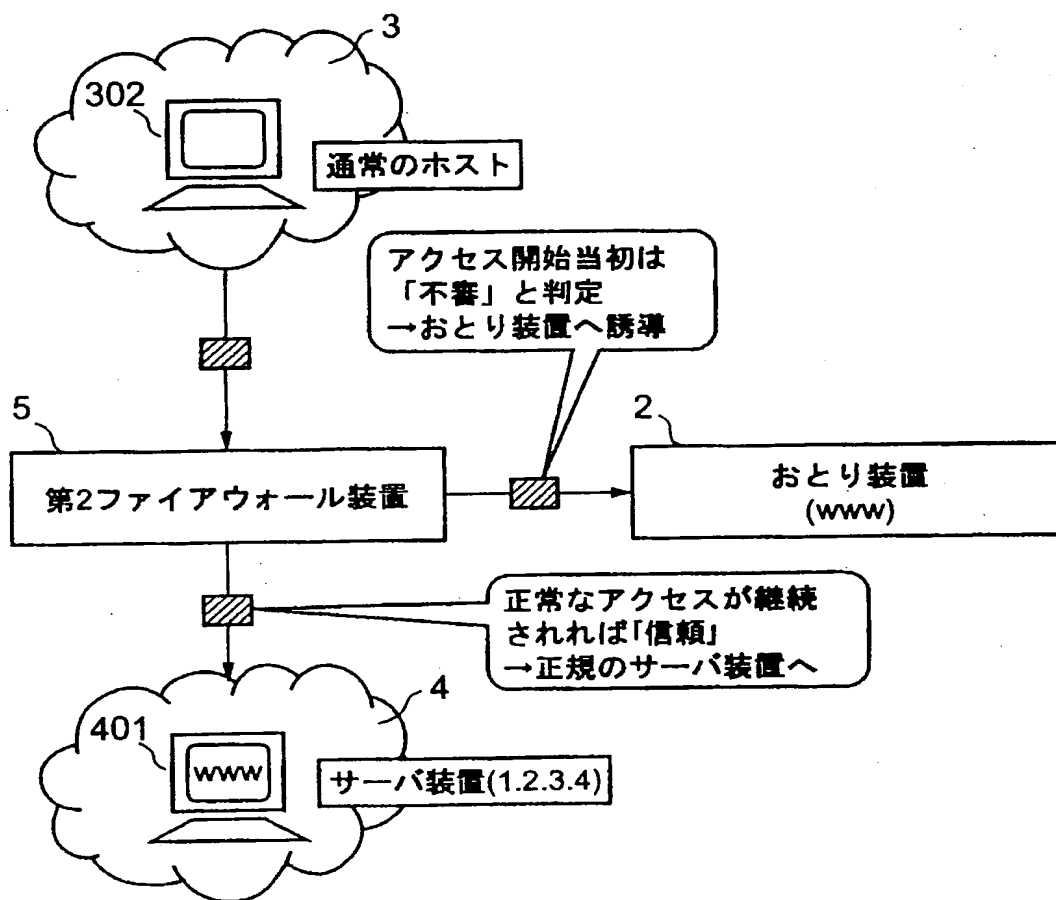 3
302
通常のホスト
アクセス開始当初は
「不審」と判定
→おとり装置へ誘導
5
第2ファイアウォール装置
2
おとり装置
(WWW)
正常なアクセスが継続
されれば「信頼」
→正規のサーバ装置へ
4
401
WWW
サーバ装置(1.2.3.4)